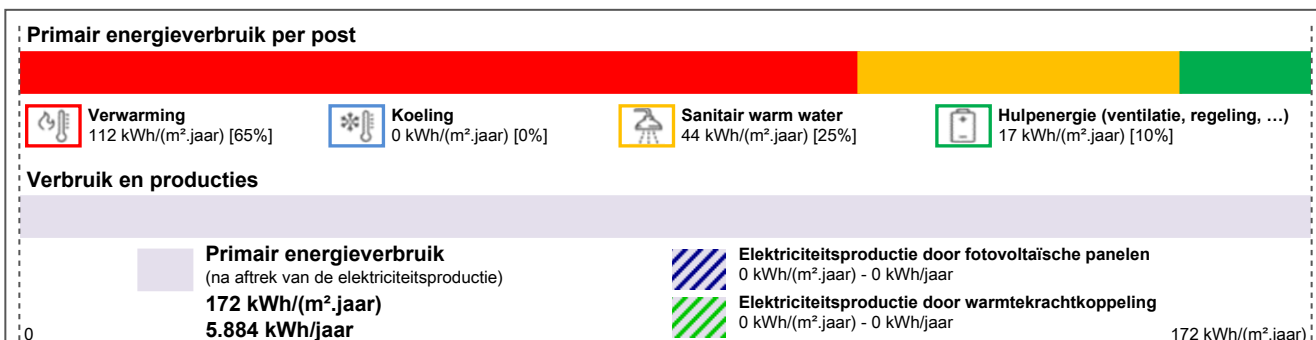 Primair energieverbruik per post
Verwarming
112 kWh/(m².jaar) [65%]
Koeling
0 kWh/(m².jaar) [0%]
Sanitair warm water
44 kWh/(m².jaar) [25%]
Hulpenergie (ventilatie, regeling, …)
17 kWh/(m².jaar) [10%]
Verbruik en producties
Primair energieverbruik
(na aftrek van de elektriciteitsproductie)
172 kWh/(m².jaar)
5.884 kWh/jaar
Elektriciteitsproductie door fotovoltaïsche panelen
0 kWh/(m².jaar) - 0 kWh/jaar
Elektriciteitsproductie door warmtekrachtkoppeling
0 kWh/(m².jaar) - 0 kWh/jaar
0
172 kWh/(m².jaar)